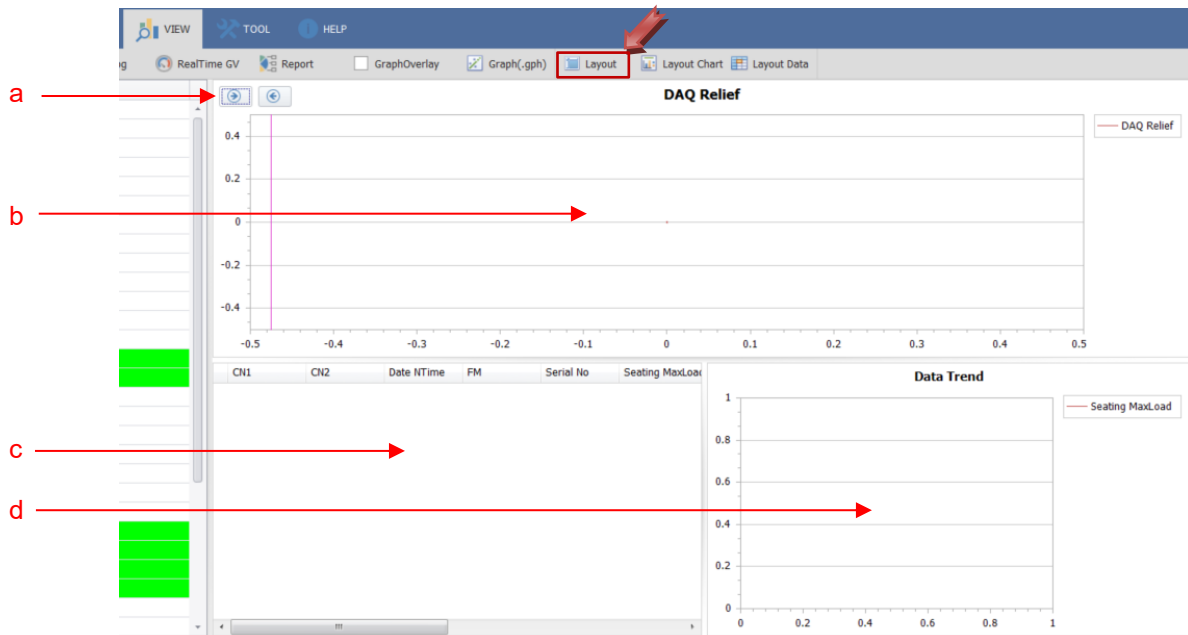 VIEW TOOL HELP
g RealTime GV Report GraphOverlay Graph(.gph) Layout Layout Chart Layout Data
a
DAQ Relief
DAQ Relief
0.4
0.2
b
0
-0.2
-0.4
-0.5 -0.4 -0.3 -0.2 -0.1 0 0.1 0.2 0.3 0.4 0.5
CN1 CN2 Date NTime FM Serial No Seating MaxLoad
Data Trend
Seating MaxLoad
1
0.8
c
0.6
d
0.4
0.2
0
0 0.2 0.4 0.6 0.8 1